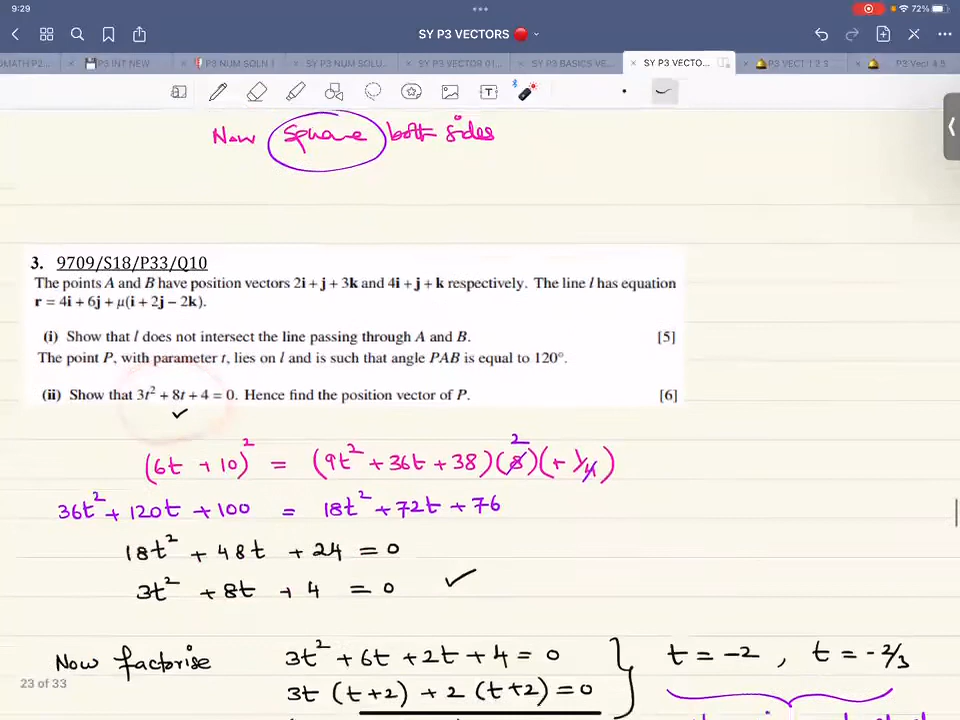 9:29
72%
SY P3 VECTORS
OMATH P2...
P3 INT NEW
P3 NUM SOLN 1
SY P3 NUM SOLU...
SY P3 VECTOR 01...
SY P3 BASICS VE...
SY P3 VECTO...
P3 VECT 1 2 3
P3 Vect 4 5
Now square both sides
3. 9709/S18/P33/Q10
The points A and B have position vectors 2i + j + 3k and 4i + j + k respectively. The line l has equation
r = 4i + 6j + μ(i + 2j − 2k).
(i) Show that l does not intersect the line passing through A and B. [5]
The point P, with parameter t, lies on l and is such that angle PAB is equal to 120°.
(ii) Show that 3t² + 8t + 4 = 0. Hence find the position vector of P. [6]
✓
(6t + 10)² = (9t² + 36t + 38)(8)(+ 1/4) 2
36t² + 120t + 100 = 18t² + 72t + 76
18t² + 48t + 24 = 0
3t² + 8t + 4 = 0 ✓
Now factorise 3t² + 6t + 2t + 4 = 0 } t = -2 , t = -2/3
3t (t+2) + 2 (t+2) = 0
23 of 33